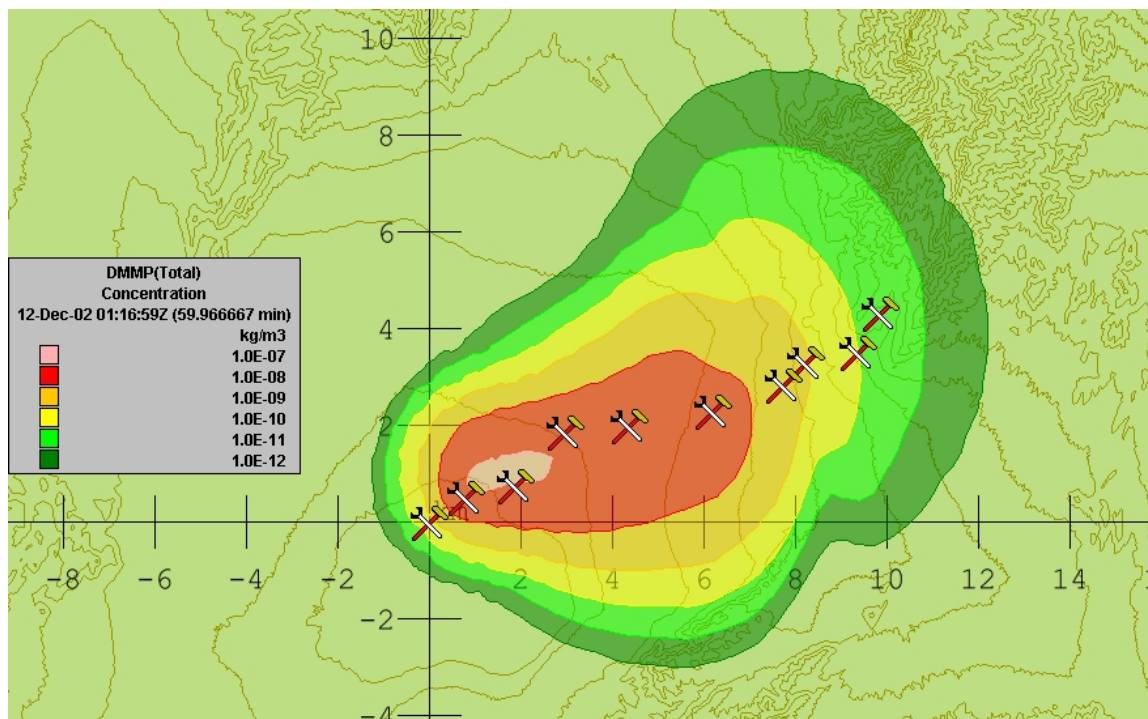 10
8
6
4
2
km
-2
-4
-8
-6
-4
-2
2
4
6
8
10
12
14
DMMP(Total)
Concentration
12-Dec-02 01:16:59Z (59.966667 min)
kg/m3
1.0E-07
1.0E-08
1.0E-09
1.0E-10
1.0E-11
1.0E-12